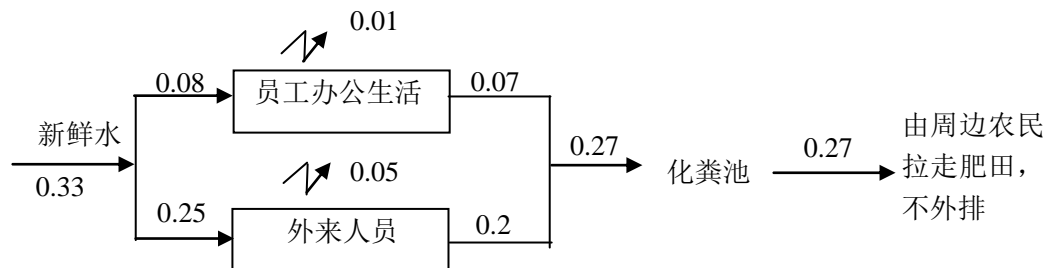 0.01
0.08
员工办公生活
0.07
新鲜水
0.33
0.27
化粪池
0.27
由周边农民
拉走肥田，
不外排
0.05
0.25
外来人员
0.2